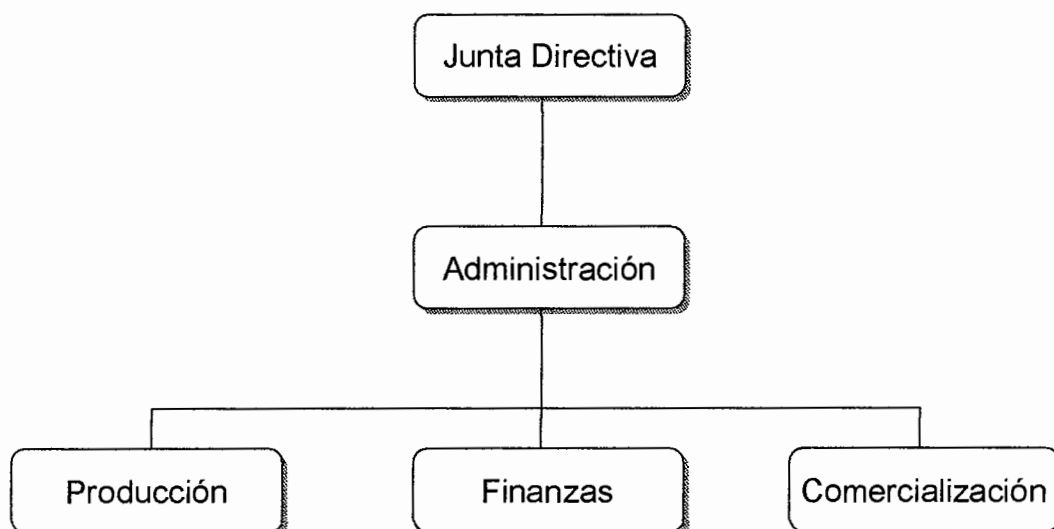 Junta Directiva
Administración
Producción
Finanzas
Comercialización